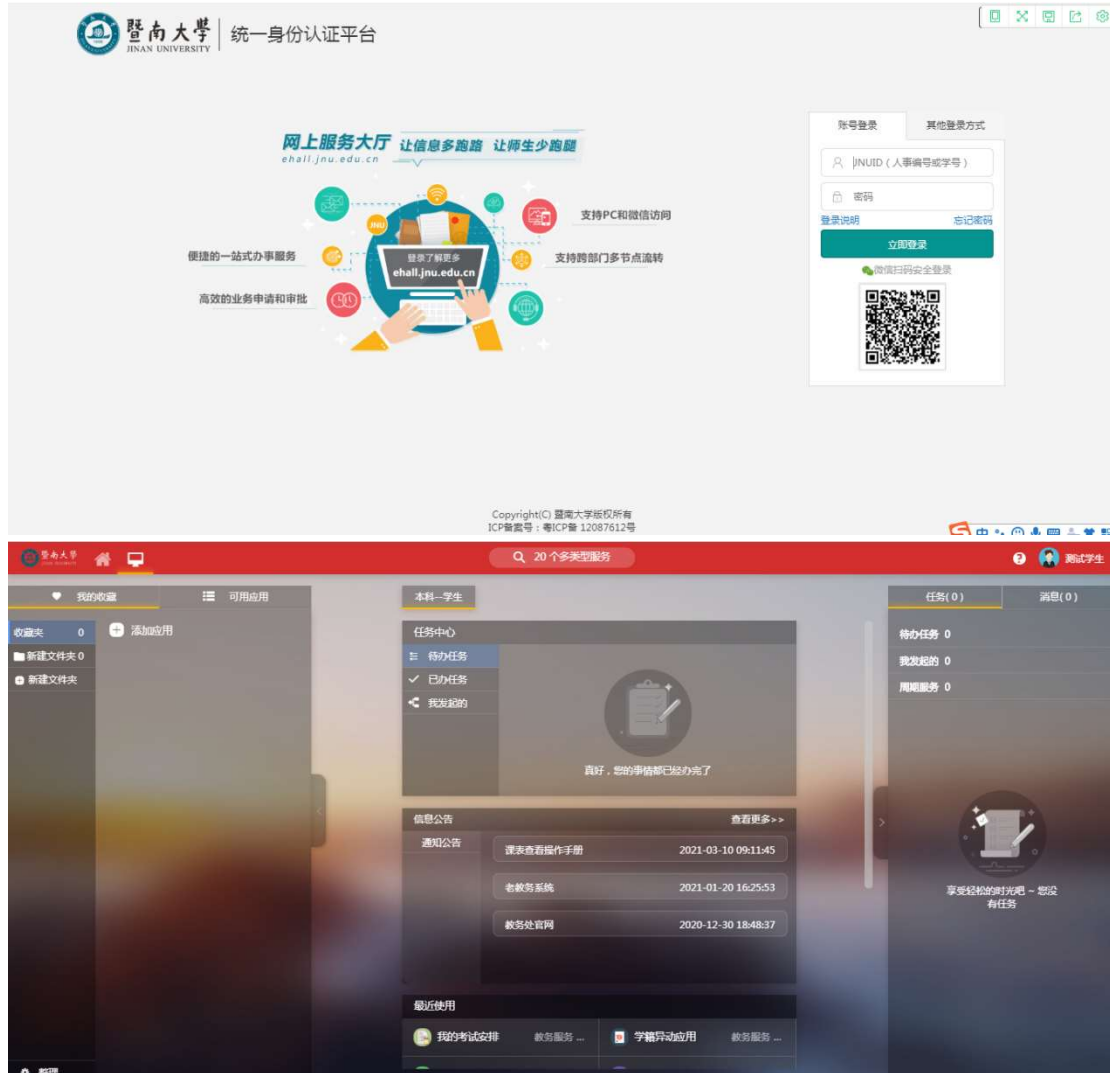 暨南大學
JINAN UNIVERSITY
统一身份认证平台
网上服务大厅 让信息多跑路 让师生少跑腿
ehall.jnu.edu.cn
账号登录 其他登录方式
JNUID（人事编号或学号）
密码
登录说明 忘记密码
立即登录
微信扫码安全登录
支持PC和微信访问
JNU
便捷的一站式办事服务
登录了解更多
ehall.jnu.edu.cn
支持跨部门多节点流转
高效的业务申请和审批
Copyright(C) 暨南大学版权所有
ICP备案号：粤ICP备 12087612号
中
暨南大学
20 个多类型服务
测试学生
我的收藏 可用应用
收藏夹 0
添加应用
新建文件夹 0
新建文件夹
本科--学生
任务中心
待办任务
已办任务
我发起的
真好，您的事情都已经办完了
信息公告 查看更多>>
通知公告
课表查看操作手册 2021-03-10 09:11:45
老教务系统 2021-01-20 16:25:53
教务处官网 2020-12-30 18:48:37
最近使用
我的考试安排 教务服务 ...
学籍异动应用 教务服务 ...
任务( 0 ) 消息( 0 )
待办任务 0
我发起的 0
周期服务 0
享受轻松的时光吧 ~ 您没
有任务